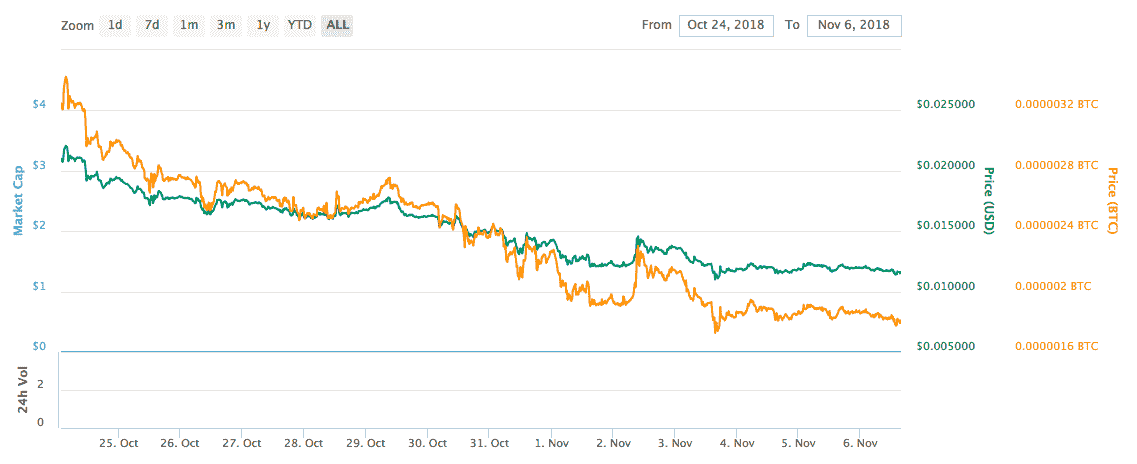 Zoom 1d 7d 1m 3m 1y YTD ALL From Oct 24, 2018 To Nov 6, 2018
$4 $0.025000 0.0000032 BTC
$3 $0.020000 0.0000028 BTC
$2 $0.015000 0.0000024 BTC
$1 $0.010000 0.000002 BTC
$0 $0.005000 0.0000016 BTC
Market Cap
Price (USD)
Price (BTC)
24h Vol
2
0
25. Oct 26. Oct 27. Oct 28. Oct 29. Oct 30. Oct 31. Oct 1. Nov 2. Nov 3. Nov 4. Nov 5. Nov 6. Nov